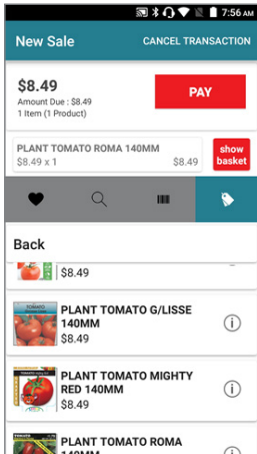 7:56 AM
New Sale
CANCEL TRANSACTION
$8.49
Amount Due : $8.49
1 Item (1 Product)
PAY
PLANT TOMATO ROMA 140MM
$8.49 x 1
$8.49
show
basket
Back
$8.49
PLANT TOMATO G/LISSE
140MM
$8.49
PLANT TOMATO MIGHTY
RED 140MM
$8.49
PLANT TOMATO ROMA
140MM